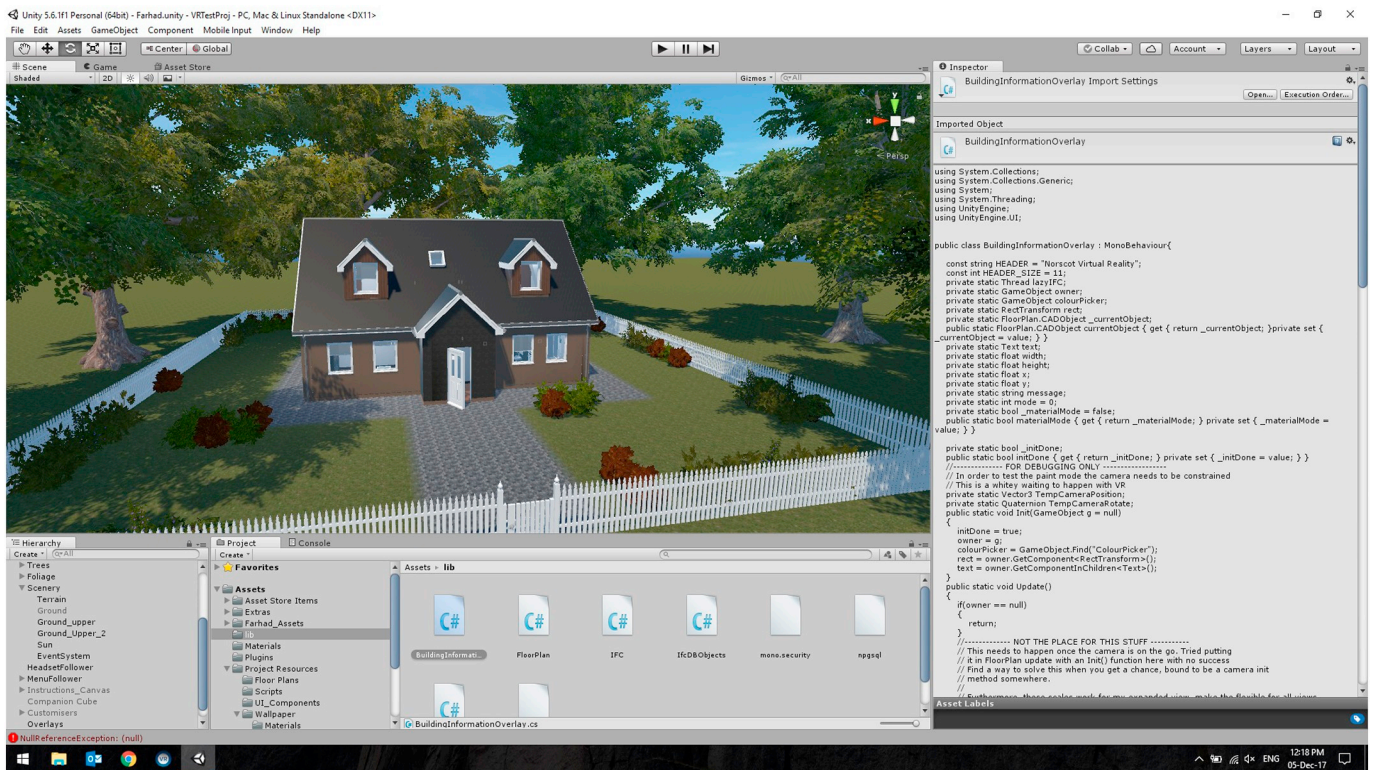 Unity 5.6.1f1 Personal (64bit) - Farhad.unity - VRTestProj - PC, Mac & Linux Standalone <DX11>
File Edit Assets GameObject Component Mobile Input Window Help
Center Global Collab Account Layers Layout
Scene Game Asset Store
Shaded 2D Gizmos All
y
x
Persp
Inspector
BuildingInformationOverlay Import Settings
Open... Execution Order...
Imported Object
BuildingInformationOverlay
using System.Collections;
using System.Collections.Generic;
using System;
using System.Threading;
using UnityEngine;
using UnityEngine.UI;
public class BuildingInformationOverlay : MonoBehaviour{
const string HEADER = "Norscot Virtual Reality";
const int HEADER_SIZE = 11;
private static Thread lazyIFC;
private static GameObject owner;
private static GameObject colourPicker;
private static RectTransform rect;
private static FloorPlan.CADObject _currentObject;
public static FloorPlan.CADObject currentObject { get { return _currentObject; }private set {
_currentObject = value; } }
private static Text text;
private static float width;
private static float height;
private static float x;
private static float y;
private static string message;
private static int mode = 0;
private static bool _materialMode = false;
public static bool materialMode { get { return _materialMode; } private set { _materialMode =
value; } }
private static bool _initDone;
public static bool initDone { get { return _initDone; } private set { _initDone = value; } }
//-------------- FOR DEBUGGING ONLY ------------------
// In order to test the paint mode the camera needs to be constrained
// This is a whitey waiting to happen with VR
private static Vector3 TempCameraPosition;
private static Quaternion TempCameraRotate;
public static void Init(GameObject g = null)
{
initDone = true;
owner = g;
colourPicker = GameObject.Find("ColourPicker");
rect = owner.GetComponent<RectTransform>();
text = owner.GetComponentInChildren<Text>();
}
public static void Update()
{
if(owner == null)
{
return;
}
//------------- NOT THE PLACE FOR THIS STUFF -----------
// This needs to happen once the camera is on the go. Tried putting
// it in FloorPlan update with an Init() function here with no success
// Find a way to solve this when you get a chance, bound to be a camera init
// method somewhere.
//
// Furthermore, these scales work for my expanded view, make the flexible for all views
Asset Labels
Hierarchy
Create All
Trees
Foliage
Scenery
Terrain
Ground
Ground_upper
Ground_Upper_2
Sun
EventSystem
HeadsetFollower
MenuFollower
Instructions_Canvas
Companion Cube
Customisers
Overlays
Project Console
Create
Favorites
Assets
Asset Store Items
Extras
Farhad_Assets
lib
Materials
Plugins
Project Resources
Floor Plans
Scripts
UI_Components
Wallpaper
Materials
Assets lib
C# C# C# C#
BuildingInformati.. FloorPlan IFC IfcDBObjects mono.security npgsql
C#
BuildingInformationOverlay.cs
NullReferenceException: (null)
ENG
12:18 PM
05-Dec-17